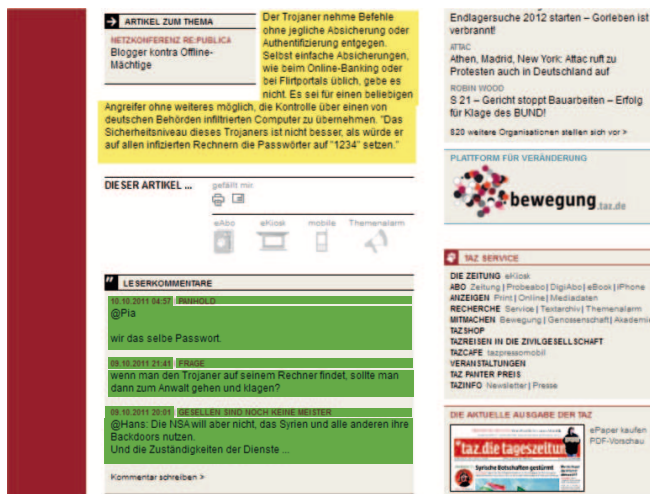 ARTIKEL ZUM THEMA
NETZKONFERENZ RE:PUBLICA
Blogger kontra Offline-
Mächtige
Der Trojaner nehme Befehle
ohne jegliche Absicherung oder
Authentifizierung entgegen.
Selbst einfache Absicherungen,
wie beim Online-Banking oder
bei Flirtportals üblich, gebe es
nicht. Es sei für einen beliebigen
Angreifer ohne weiteres möglich, die Kontrolle über einen von
deutschen Behörden infiltrierten Computer zu übernehmen. "Das
Sicherheitsniveau dieses Trojaners ist nicht besser, als würde er
auf allen infizierten Rechnern die Passwörter auf "1234" setzen."
DIESER ARTIKEL ...
gefällt mir
eAbo eKiosk mobile Themenalarm
LESERKOMMENTARE
10.10.2011 04:57 PANHOLD
@Pia
wir das selbe Passwort.
09.10.2011 21:41 FRAGE
wenn man den Trojaner auf seinem Rechner findet, sollte man
dann zum Anwalt gehen und klagen?
09.10.2011 20:01 GESELLEN SIND NOCH KEINE MEISTER
@Hans: Die NSA will aber nicht, das Syrien und alle anderen ihre
Backdoors nutzen.
Und die Zuständigkeiten der Dienste ...
Kommentar schreiben >
Endlagersuche 2012 starten – Gorleben ist
verbrannt!
ATTAC
Athen, Madrid, New York: Attac ruft zu
Protesten auch in Deutschland auf
ROBIN WOOD
S 21 – Gericht stoppt Bauarbeiten – Erfolg
für Klage des BUND!
820 weitere Organisationen stellen sich vor >
PLATTFORM FÜR VERÄNDERUNG
bewegung.taz.de
TAZ SERVICE
DIE ZEITUNG eKiosk
ABO Zeitung | Probeabo | DigiAbo | eBook | iPhone
ANZEIGEN Print | Online | Mediadaten
RECHERCHE Service | Textarchiv | Themenalarm
MITMACHEN Bewegung | Genossenschaft | Akademie
TAZSHOP
TAZREISEN IN DIE ZIVILGESELLSCHAFT
TAZCAFE tazpressomobil
VERANSTALTUNGEN
TAZ PANTER PREIS
TAZINFO Newsletter | Presse
DIE AKTUELLE AUSGABE DER TAZ
taz.die tageszeitung
Syrische Botschaften gestürmt
ePaper kaufen
PDF-Vorschau